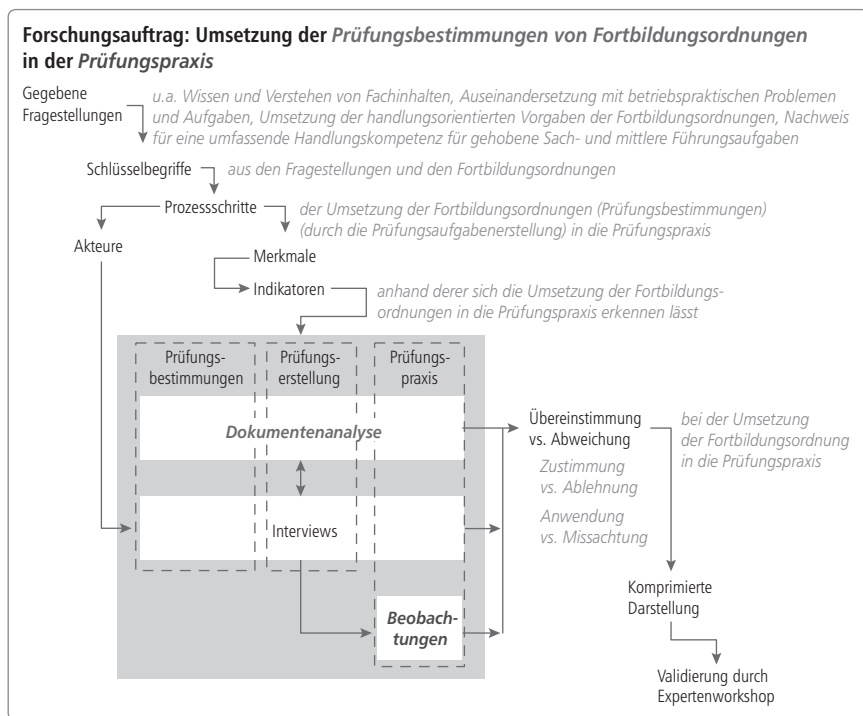 Forschungsauftrag: Umsetzung der Prüfungsbestimmungen von Fortbildungsordnungen
in der Prüfungspraxis
Gegebene
Fragestellungen
u.a. Wissen und Verstehen von Fachinhalten, Auseinandersetzung mit betriebspraktischen Problemen
und Aufgaben, Umsetzung der handlungsorientierten Vorgaben der Fortbildungsordnungen, Nachweis
für eine umfassende Handlungskompetenz für gehobene Sach- und mittlere Führungsaufgaben
Schlüsselbegriffe
aus den Fragestellungen und den Fortbildungsordnungen
Prozessschritte
der Umsetzung der Fortbildungsordnungen (Prüfungsbestimmungen)
(durch die Prüfungsaufgabenerstellung) in die Prüfungspraxis
Akteure
Merkmale
Indikatoren
anhand derer sich die Umsetzung der Fortbildungs-
ordnungen in die Prüfungspraxis erkennen lässt
Prüfungs-
bestimmungen
Prüfungs-
erstellung
Prüfungs-
praxis
Dokumentenanalyse
Übereinstimmung
vs. Abweichung
bei der Umsetzung
der Fortbildungsordnung
in die Prüfungspraxis
Zustimmung
vs. Ablehnung
Anwendung
vs. Missachtung
Interviews
Beobach-
tungen
Komprimierte
Darstellung
Validierung durch
Expertenworkshop